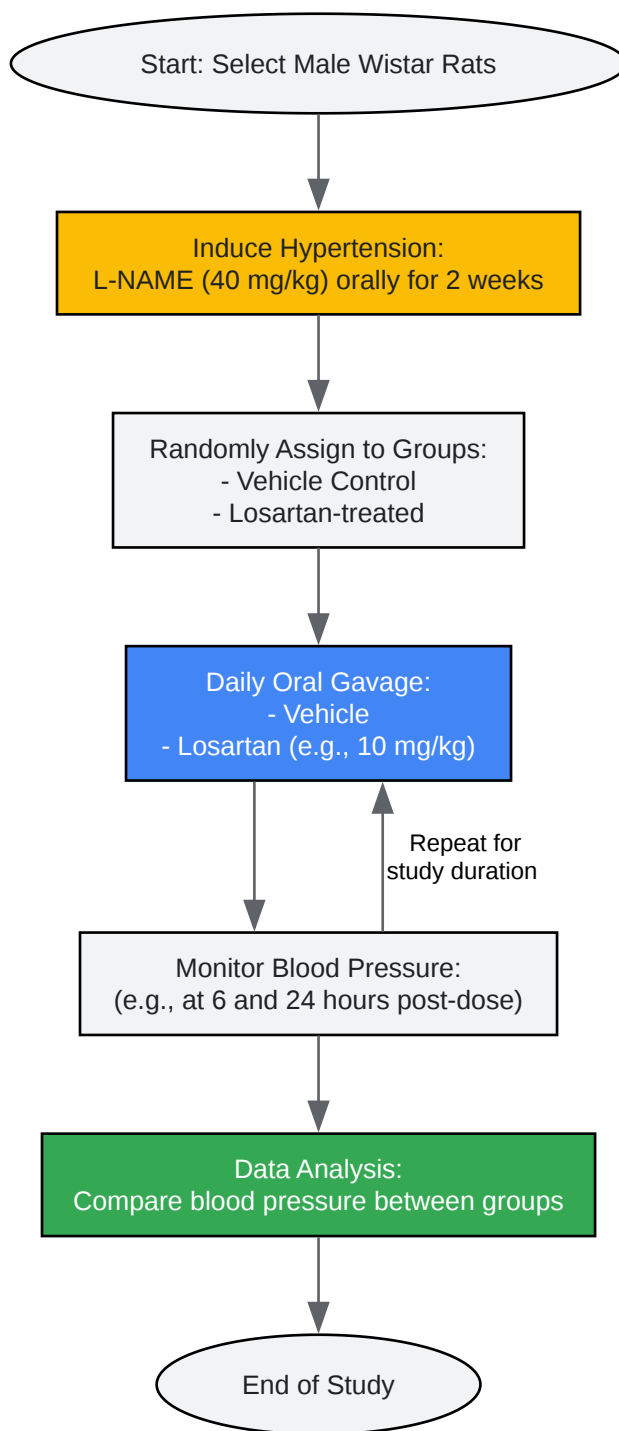 Start: Select Male Wistar Rats
Induce Hypertension:
L-NAME (40 mg/kg) orally for 2 weeks
Randomly Assign to Groups:
- Vehicle Control
- Losartan-treated
Daily Oral Gavage:
- Vehicle
- Losartan (e.g., 10 mg/kg)
Repeat for
study duration
Monitor Blood Pressure:
(e.g., at 6 and 24 hours post-dose)
Data Analysis:
Compare blood pressure between groups
End of Study